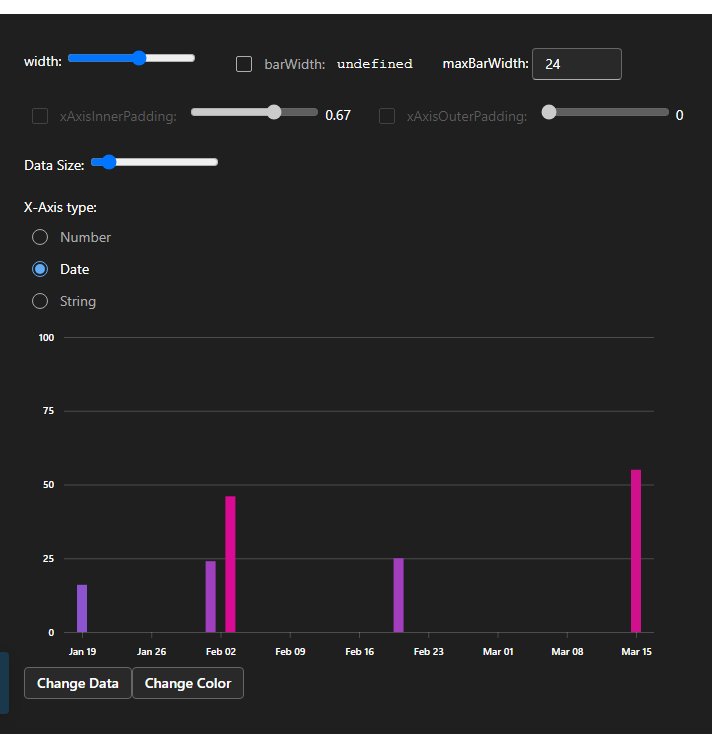 width: barWidth: undefined maxBarWidth: 24
xAxisInnerPadding: 0.67 xAxisOuterPadding: 0
Data Size:
X-Axis type:
Number
Date
String
100
75
50
25
0
Jan 19 Jan 26 Feb 02 Feb 09 Feb 16 Feb 23 Mar 01 Mar 08 Mar 15
Change Data Change Color